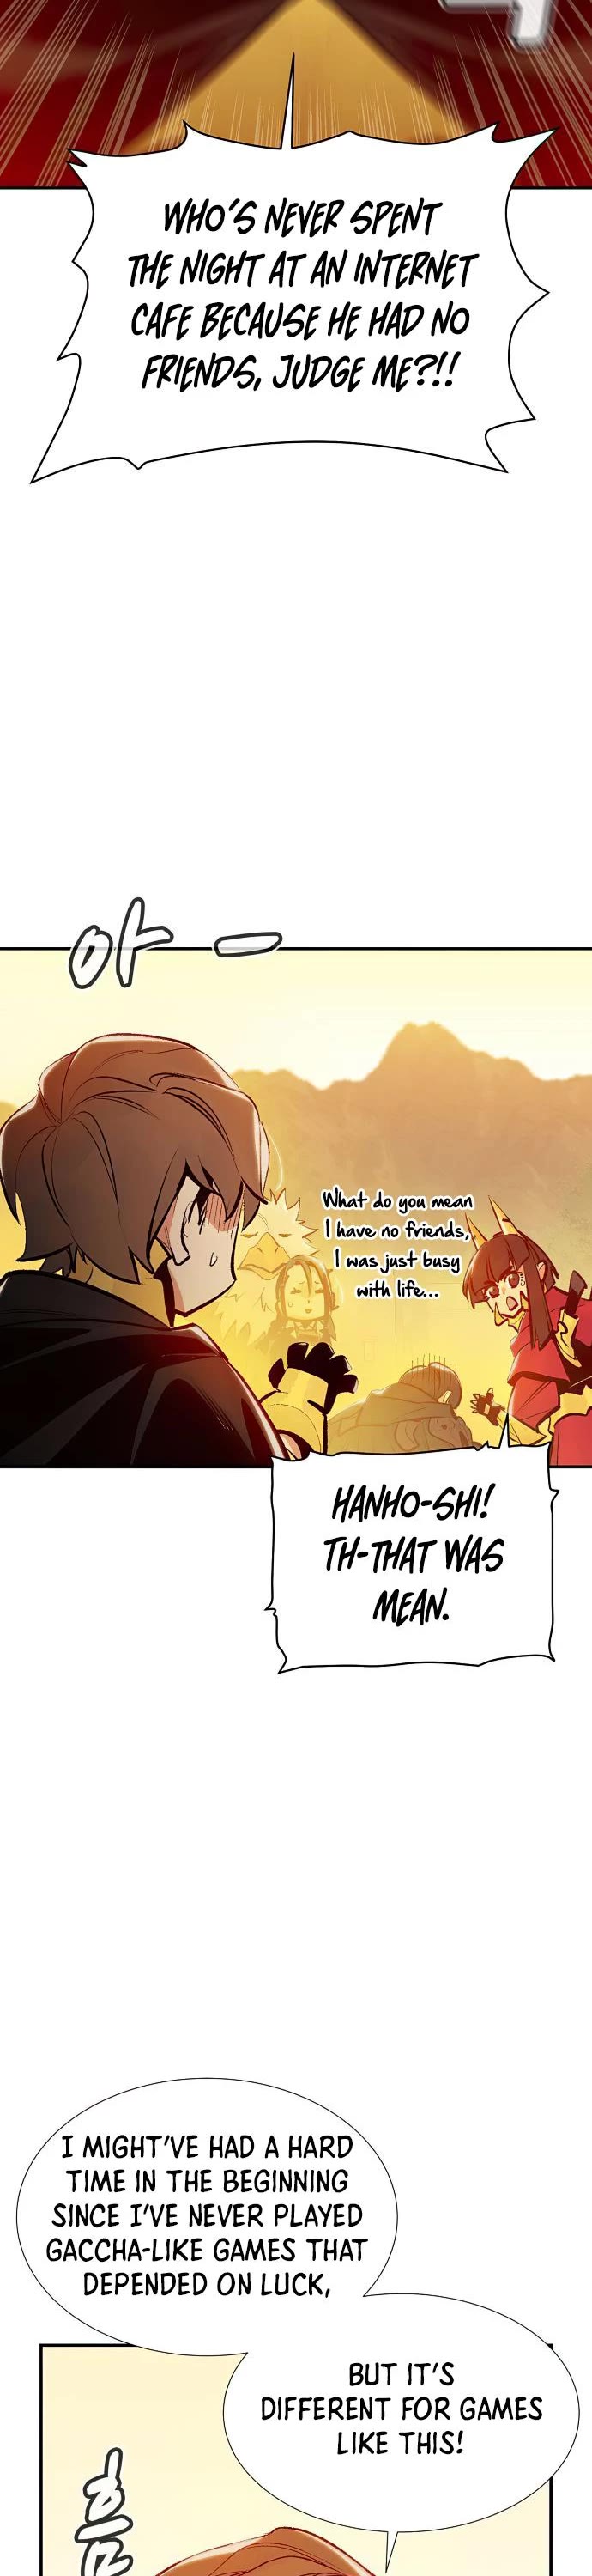 WHO'S NEVER SPENT
THE NIGHT AT AN INTERNET
CAFE BECAUSE HE HAD NO
FRIENDS, JUDGE ME?!!
아 ー
What do you mean
I have no friends,
I was just busy
with life...
HANHO-SHI!
TH-THAT WAS
MEAN.
I MIGHT'VE HAD A HARD
TIME IN THE BEGINNING
SINCE I'VE NEVER PLAYED
GACCHA-LIKE GAMES THAT
DEPENDED ON LUCK,
BUT IT'S
DIFFERENT FOR GAMES
LIKE THIS!